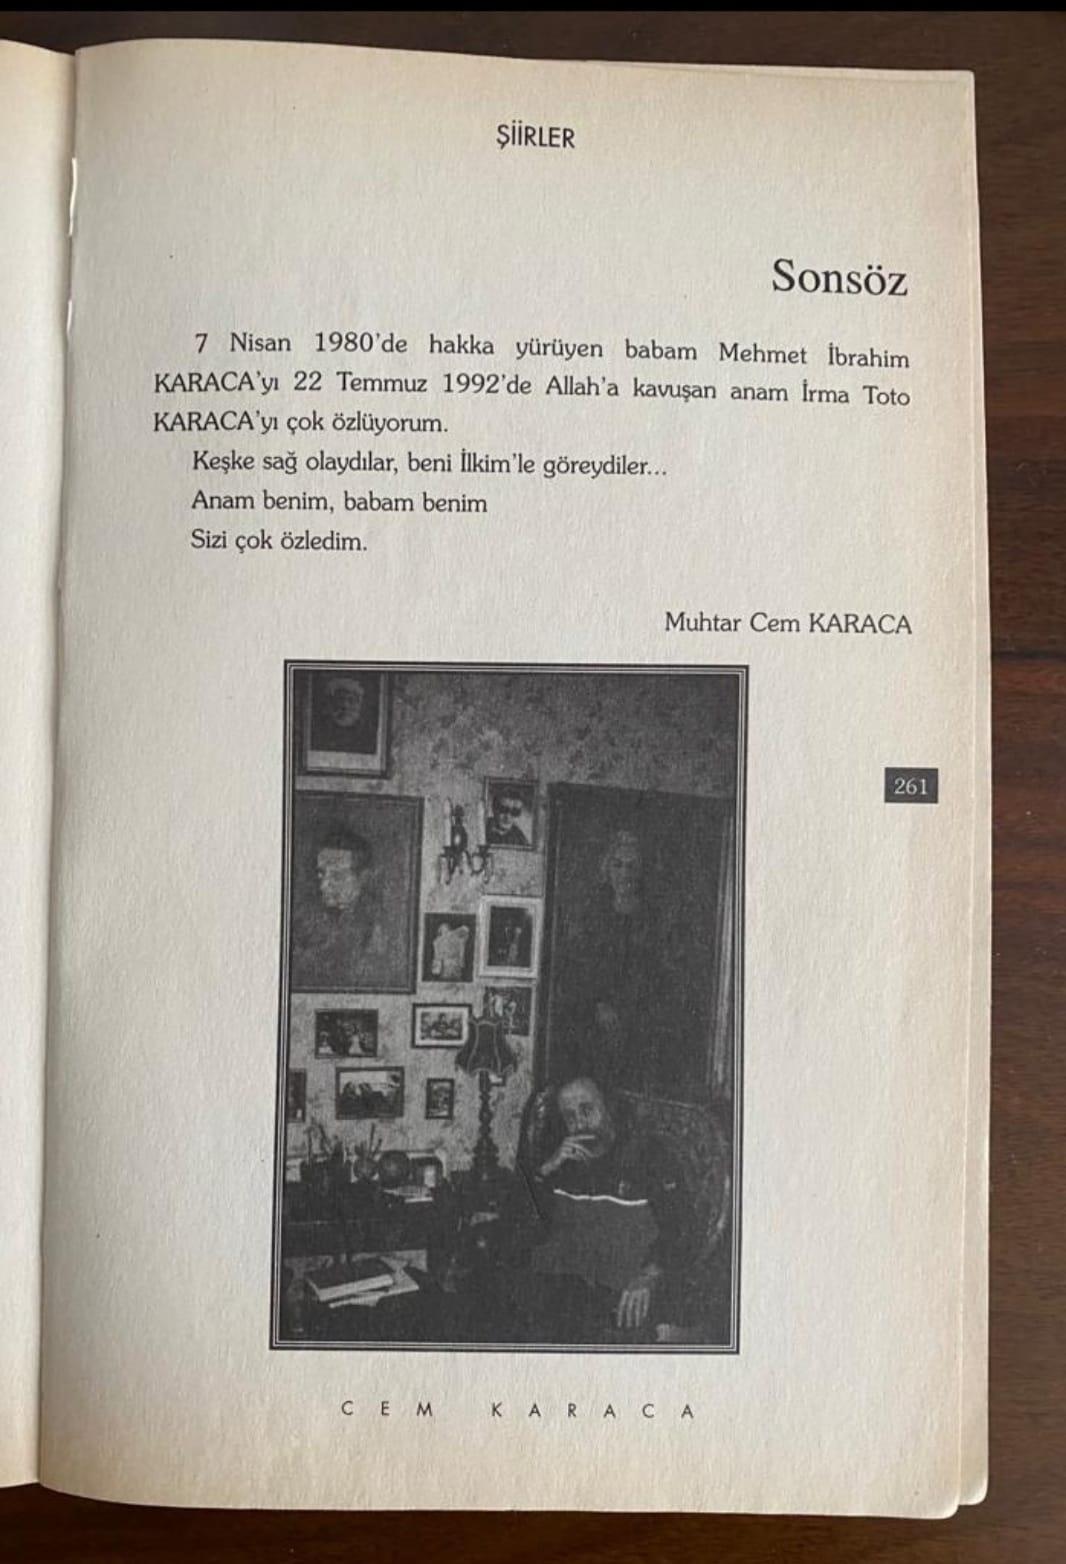 ŞİİRLER
Sonsöz
7 Nisan 1980'de hakka yürüyen babam Mehmet İbrahim
KARACA'yı 22 Temmuz 1992'de Allah'a kavuşan anam İrma Toto
KARACA'yı çok özlüyorum.
Keşke sağ olaydılar, beni İlkim'le göreydiler...
Anam benim, babam benim
Sizi çok özledim.
Muhtar Cem KARACA
261
CEM KARACA